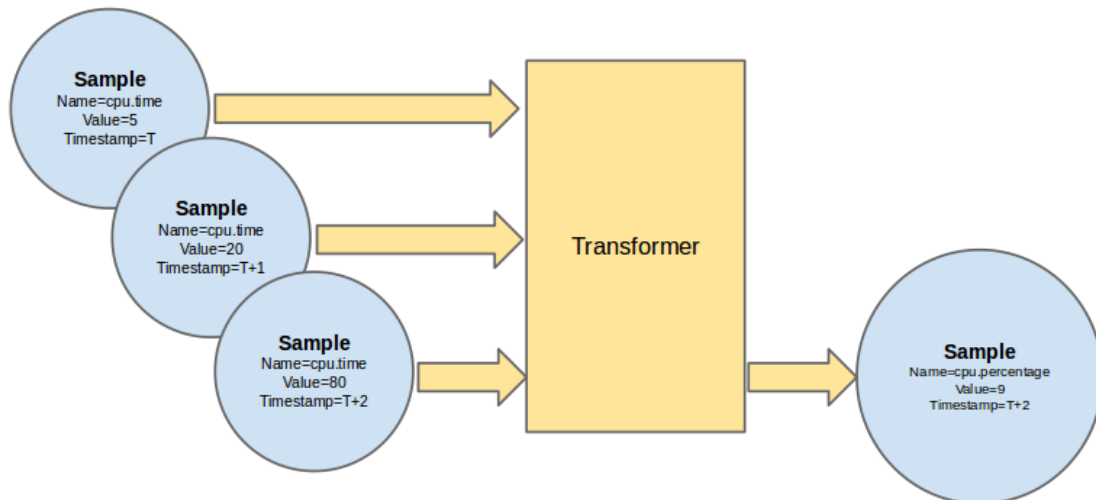 Sample
Name=cpu.time
Value=5
Timestamp=T
Sample
Name=cpu.time
Value=20
Timestamp=T+1
Sample
Name=cpu.time
Value=80
Timestamp=T+2
Transformer
Sample
Name=cpu.percentage
Value=9
Timestamp=T+2